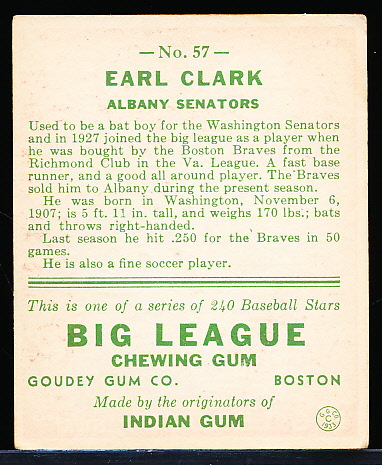 — No. 57 —
EARL CLARK
ALBANY SENATORS
Used to be a bat boy for the Washington Senators
and in 1927 joined the big league as a player when
he was bought by the Boston Braves from the
Richmond Club in the Va. League. A fast base
runner, and a good all around player. The Braves
sold him to Albany during the present season.
He was born in Washington, November 6,
1907; is 5 ft. 11 in. tall, and weighs 170 lbs.; bats
and throws right-handed.
Last season he hit .250 for the Braves in 50
games.
He is also a fine soccer player.
This is one of a series of 240 Baseball Stars
BIG LEAGUE
CHEWING GUM
GOUDEY GUM CO. BOSTON
Made by the originators of
INDIAN GUM
G.G.CO.
C
1933